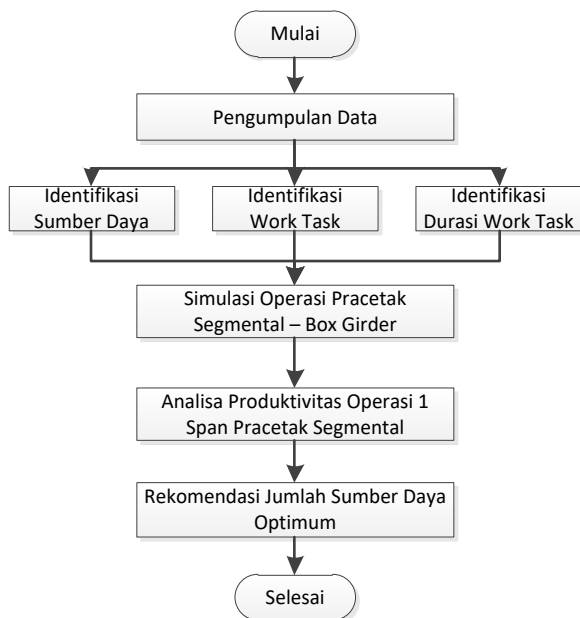 Mulai
Pengumpulan Data
Identifikasi
Sumber Daya
Identifikasi
Work Task
Identifikasi
Durasi Work Task
Simulasi Operasi Pracetak
Segmental – Box Girder
Analisa Produktivitas Operasi 1
Span Pracetak Segmental
Rekomendasi Jumlah Sumber Daya
Optimum
Selesai